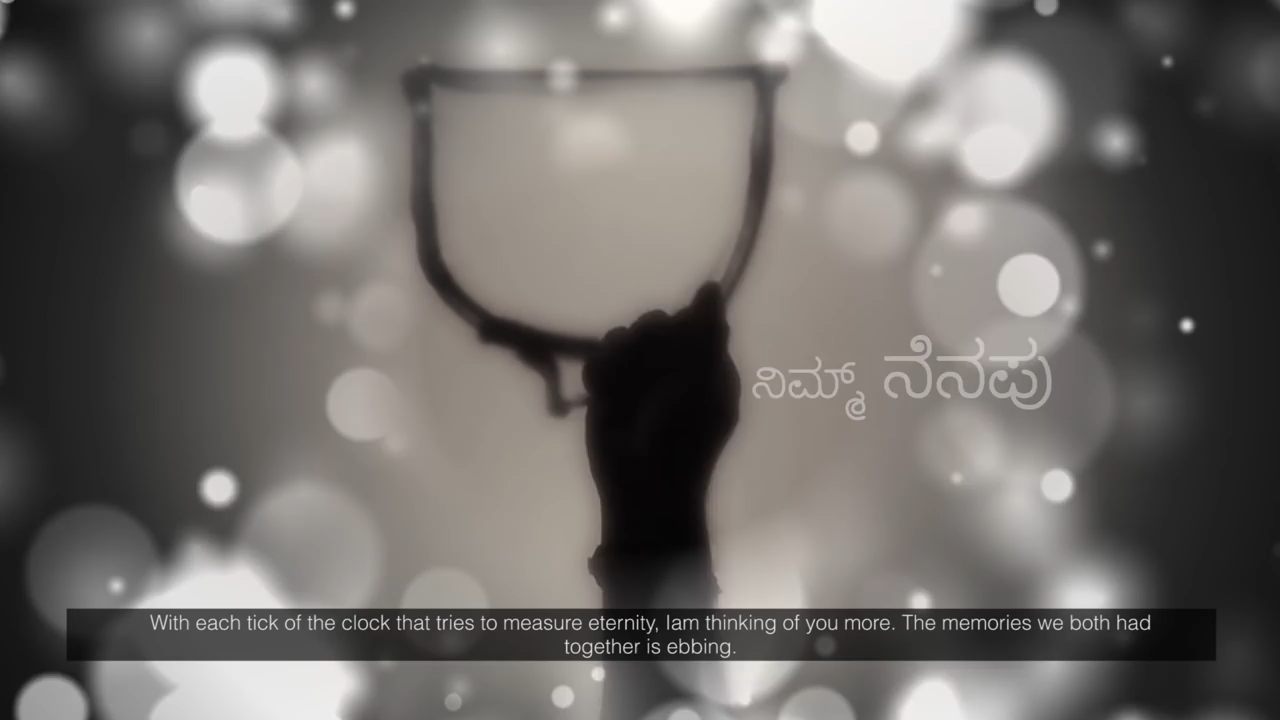 ನಿಮ್ಮ್ ನೆನಪು
With each tick of the clock that tries to measure eternity, Iam thinking of you more. The memories we both had
together is ebbing.